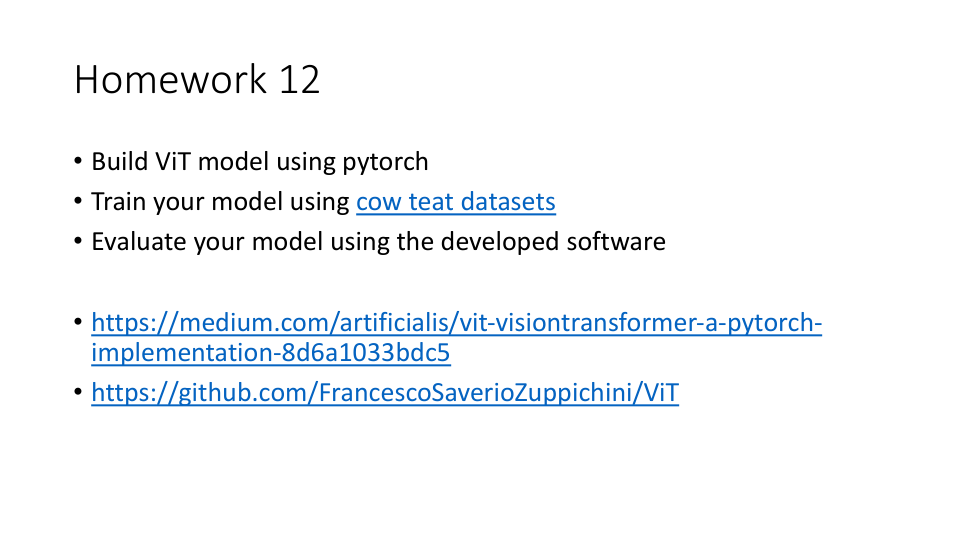 Homework 12
• Build ViT model using pytorch
• Train your model using cow teat datasets
• Evaluate your model using the developed software
• https://medium.com/artificialis/vit-visiontransformer-a-pytorch-
implementation-8d6a1033bdc5
• https://github.com/FrancescoSaverioZuppichini/ViT